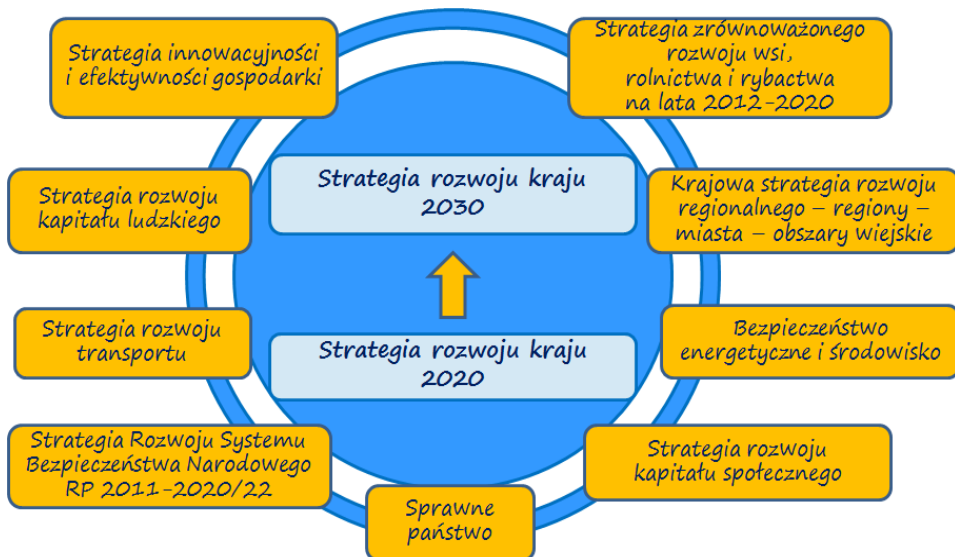 Strategia innowacyjności
i efektywności gospodarki
Strategia zrównoważonego
rozwoju wsi,
rolnictwa i rybactwa
na lata 2012-2020
Strategia rozwoju kraju
2030
Strategia rozwoju
kapitału ludzkiego
Krajowa strategia rozwoju
regionalnego – regiony –
miasta – obszary wiejskie
Strategia rozwoju
transportu
Strategia rozwoju kraju
2020
Bezpieczeństwo
energetyczne i środowisko
Strategia Rozwoju Systemu
Bezpieczeństwa Narodowego
RP 2011-2020/22
Strategia rozwoju
kapitału społecznego
Sprawne
państwo